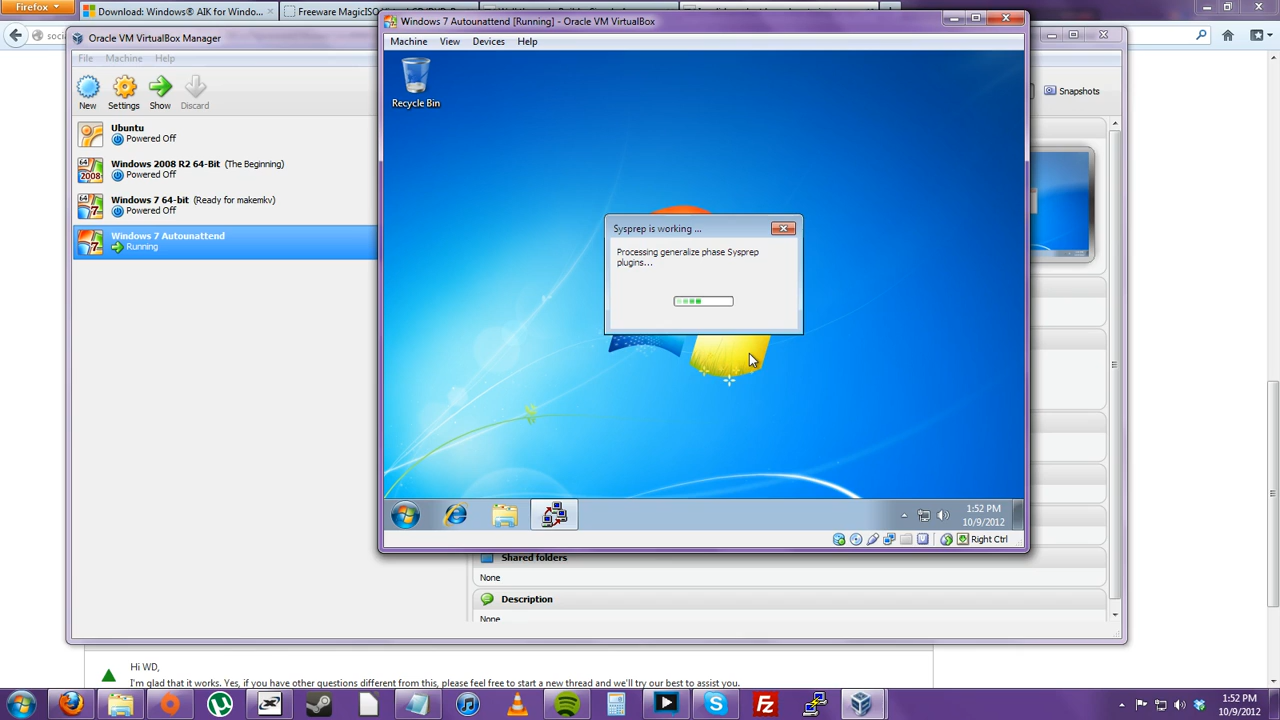 Firefox
Download: Windows® AIK for Window...
Freeware MagicISO Virtual CD/DVD-R
Windows 7 Autounattend [Running] - Oracle VM VirtualBox
Oracle VM VirtualBox Manager
Machine View Devices Help
File Machine Help
New Settings Show Discard
Snapshots
Recycle Bin
Ubuntu
Powered Off
Windows 2008 R2 64-Bit (The Beginning)
Powered Off
Windows 7 64-bit (Ready for makemkv)
Powered Off
Windows 7 Autounattend
Running
Sysprep is working ...
Processing generalize phase Sysprep
plugins...
1:52 PM
10/9/2012
Right Ctrl
Shared folders
None
Description
None
Hi WD,
I'm glad that it works. Yes, if you have other questions different from this, please feel free to start a new thread and we'll try our best to assist you.
1:52 PM
10/9/2012